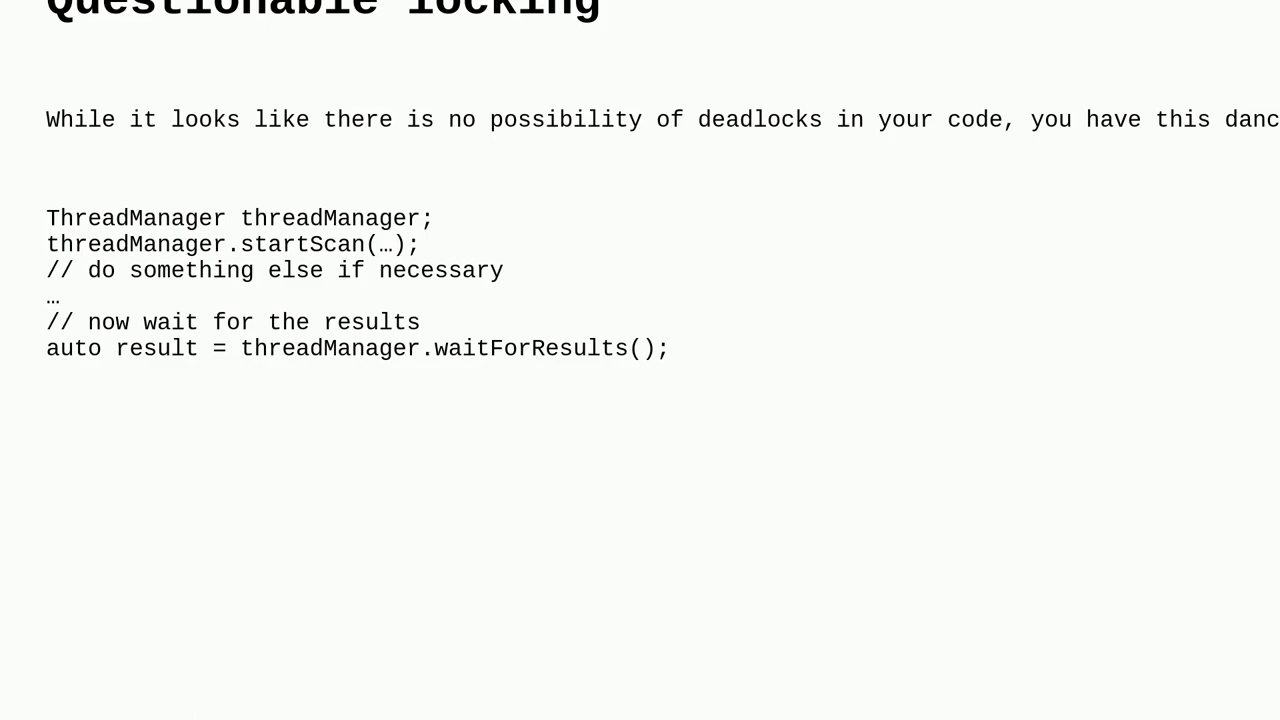 Questionable locking
While it looks like there is no possibility of deadlocks in your code, you have this
ThreadManager threadManager;
threadManager.startScan(…);
// do something else if necessary
…
// now wait for the results
auto result = threadManager.waitForResults();